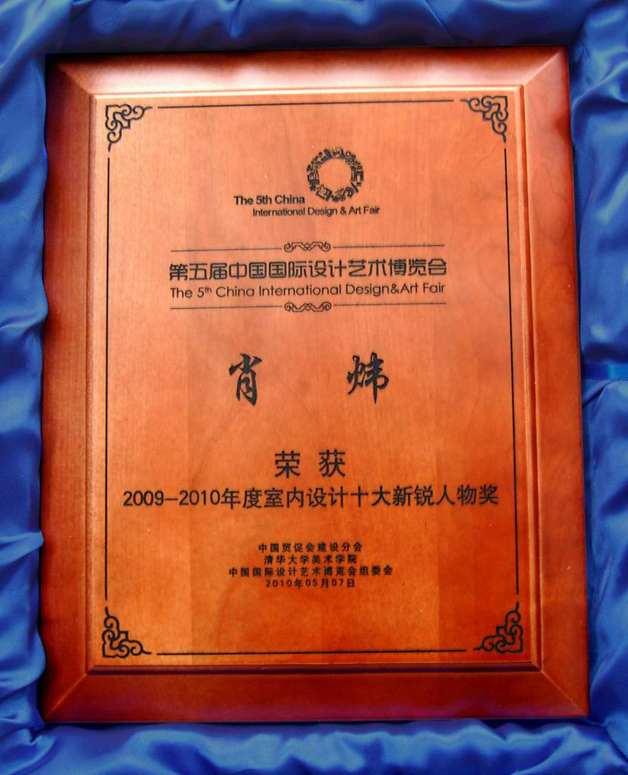 The 5th China
International Design & Art Fair
第五届中国国际设计艺术博览会
The 5th China International Design&Art Fair
肖 炜
荣 获
2009—2010年度室内设计十大新锐人物奖
中国贸促会建设分会
清华大学美术学院
中国国际设计艺术博览会组委会
2010年05月07日